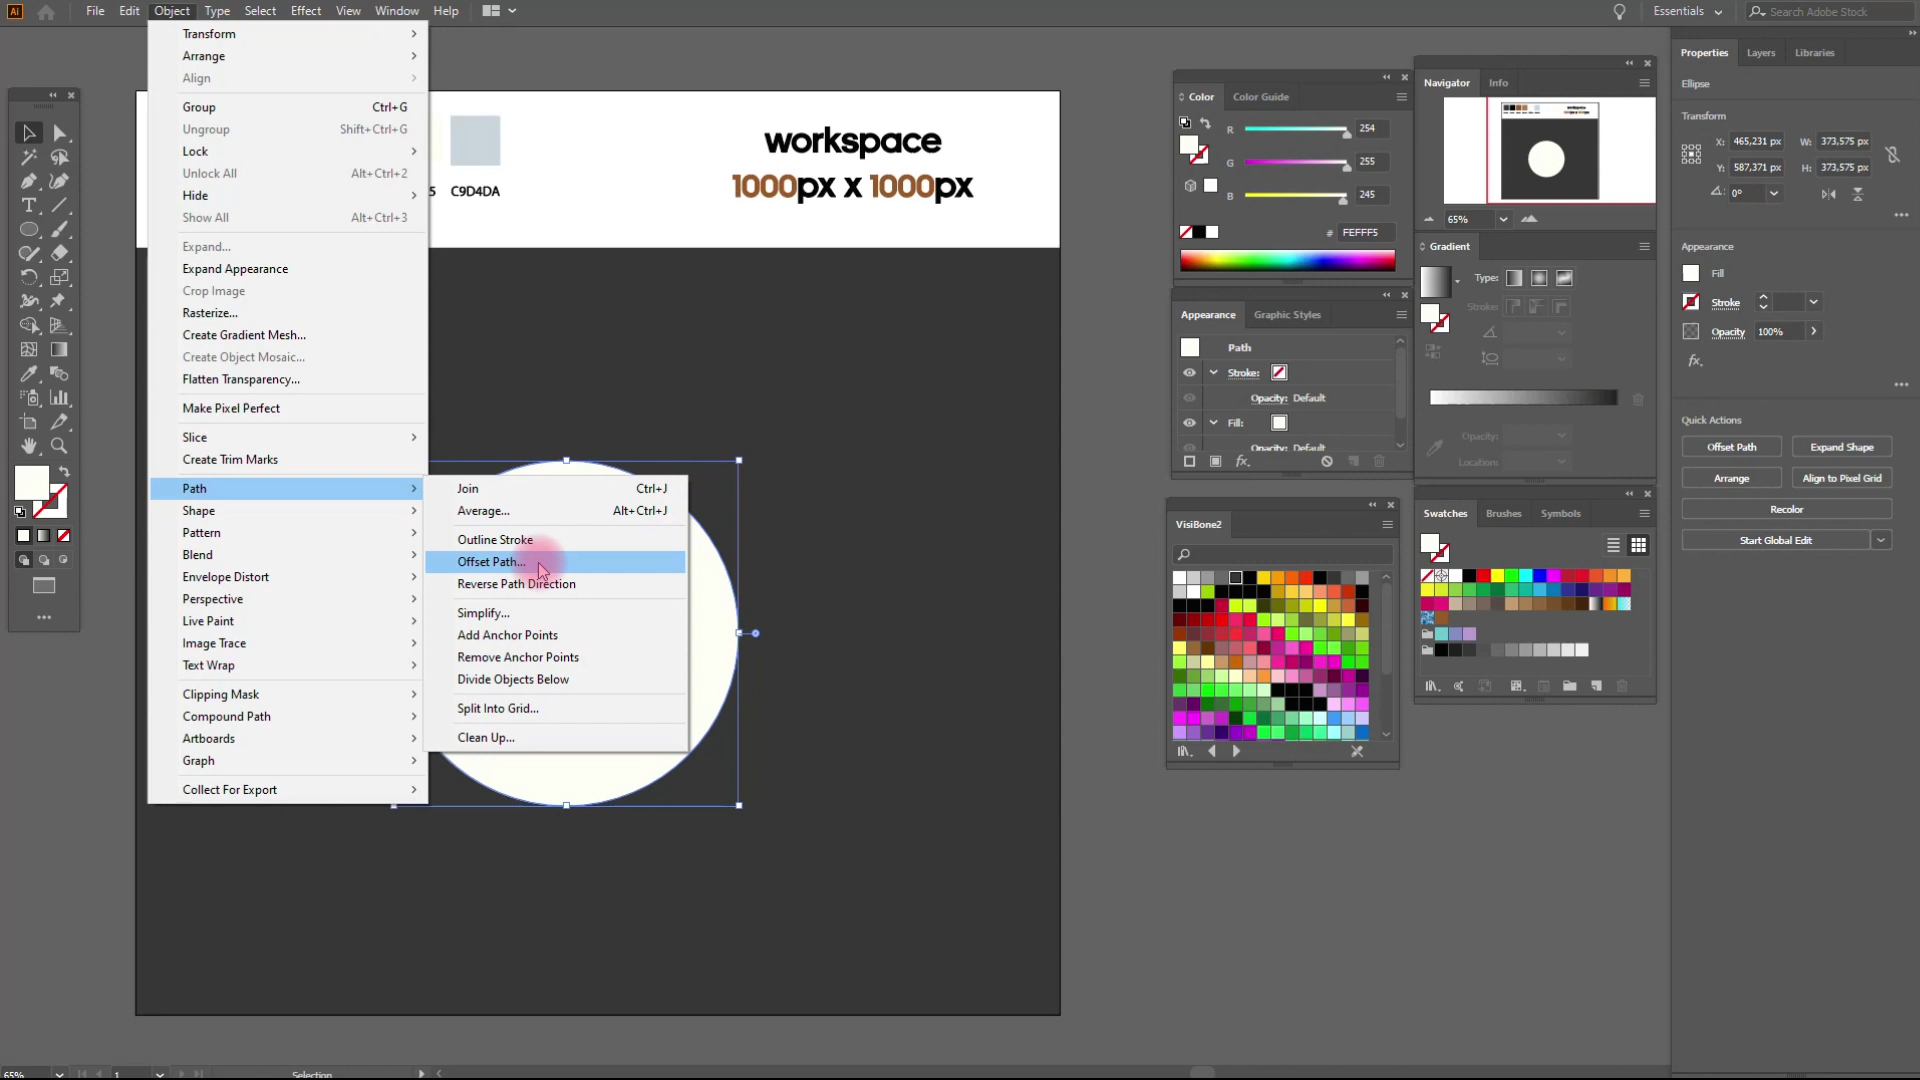 Ai
File Edit Object Type Select Effect View Window Help
Essentials
Search Adobe Stock
Transform
Arrange
Align
Group Ctrl+G
Ungroup Shift+Ctrl+G
Lock
Unlock All Alt+Ctrl+2
Hide
Show All Alt+Ctrl+3
Expand...
Expand Appearance
Crop Image
Rasterize...
Create Gradient Mesh...
Create Object Mosaic...
Flatten Transparency...
Make Pixel Perfect
Slice
Create Trim Marks
Path
Shape
Pattern
Blend
Envelope Distort
Perspective
Live Paint
Image Trace
Text Wrap
Clipping Mask
Compound Path
Artboards
Graph
Collect For Export
Join Ctrl+J
Average... Alt+Ctrl+J
Outline Stroke
Offset Path...
Reverse Path Direction
Simplify...
Add Anchor Points
Remove Anchor Points
Divide Objects Below
Split Into Grid...
Clean Up...
5 C9D4DA
workspace
1000px x 1000px
Color Color Guide
R 254
G 255
B 245
# FEFFF5
Appearance Graphic Styles
Path
Stroke:
Opacity: Default
Fill:
Opacity: Default
fx
VisiBone2
Navigator Info
65%
Gradient
Type:
Stroke:
Opacity:
Location:
Swatches Brushes Symbols
Properties Layers Libraries
Ellipse
Transform
X: 465,231 px W: 373,575 px
Y: 587,371 px H: 373,575 px
0°
Appearance
Fill
Stroke
Opacity 100%
fx
Quick Actions
Offset Path Expand Shape
Arrange Align to Pixel Grid
Recolor
Start Global Edit
65% 1 Selection